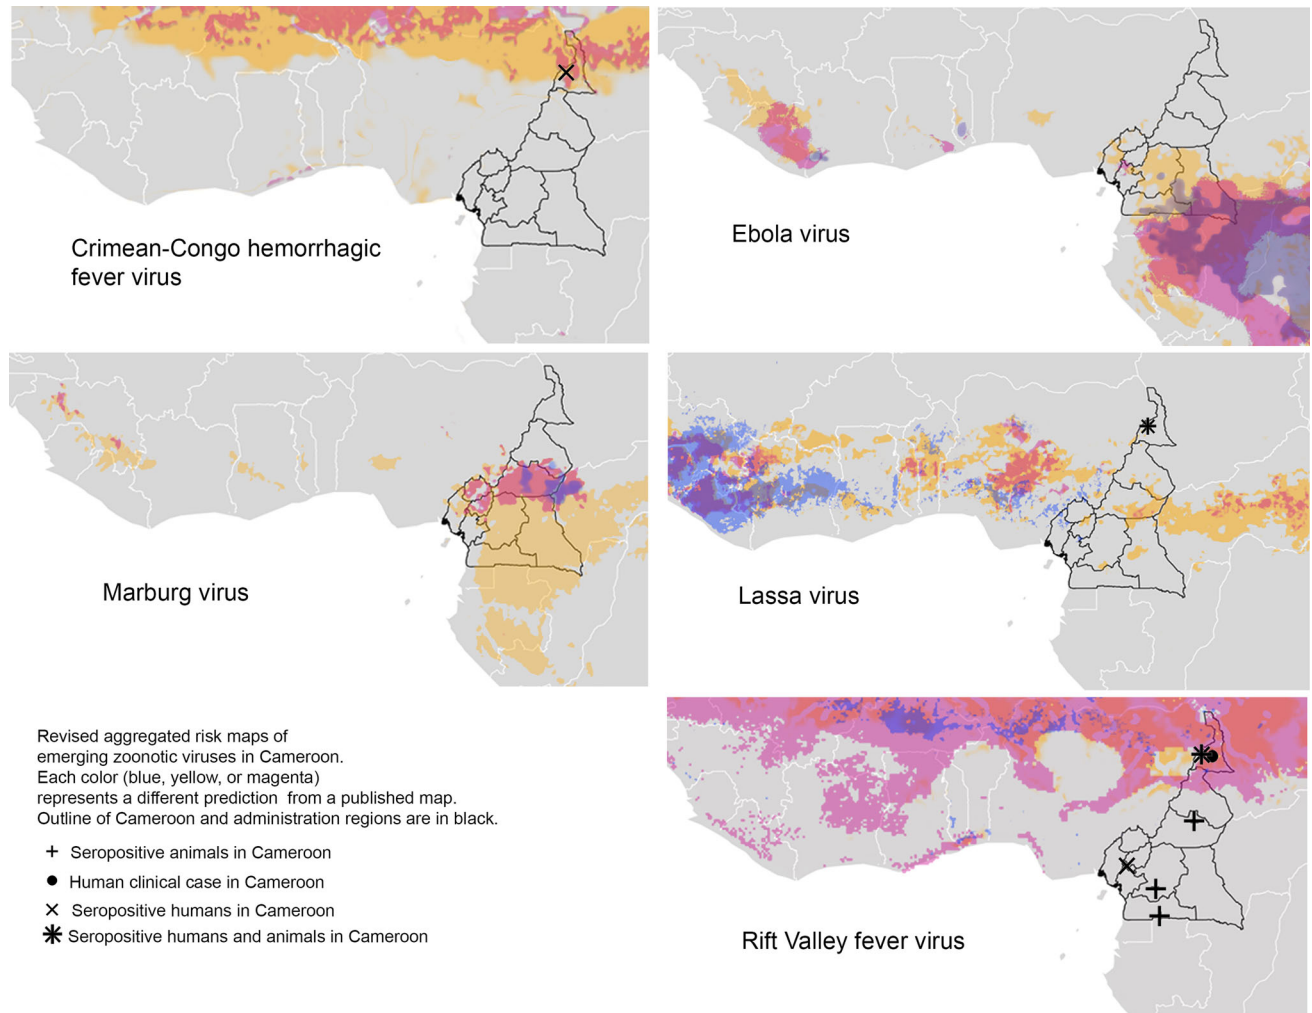 Crimean-Congo hemorrhagic
fever virus
Ebola virus
Marburg virus
Lassa virus
Revised aggregated risk maps of
emerging zoonotic viruses in Cameroon.
Each color (blue, yellow, or magenta)
represents a different prediction from a published map.
Outline of Cameroon and administration regions are in black.
Seropositive animals in Cameroon
Human clinical case in Cameroon
Seropositive humans in Cameroon
Seropositive humans and animals in Cameroon
Rift Valley fever virus